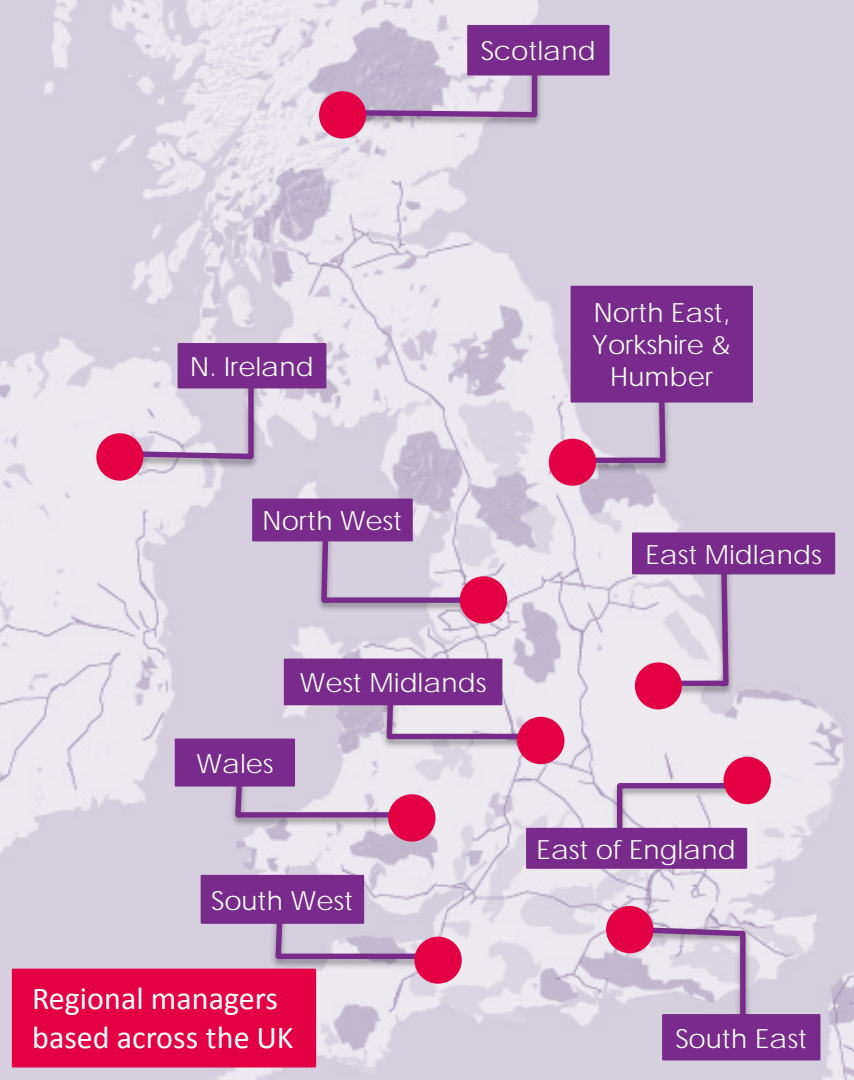 Scotland
North East,
Yorkshire &
Humber
N. Ireland
North West
East Midlands
West Midlands
Wales
East of England
South West
Regional managers
based across the UK
South East